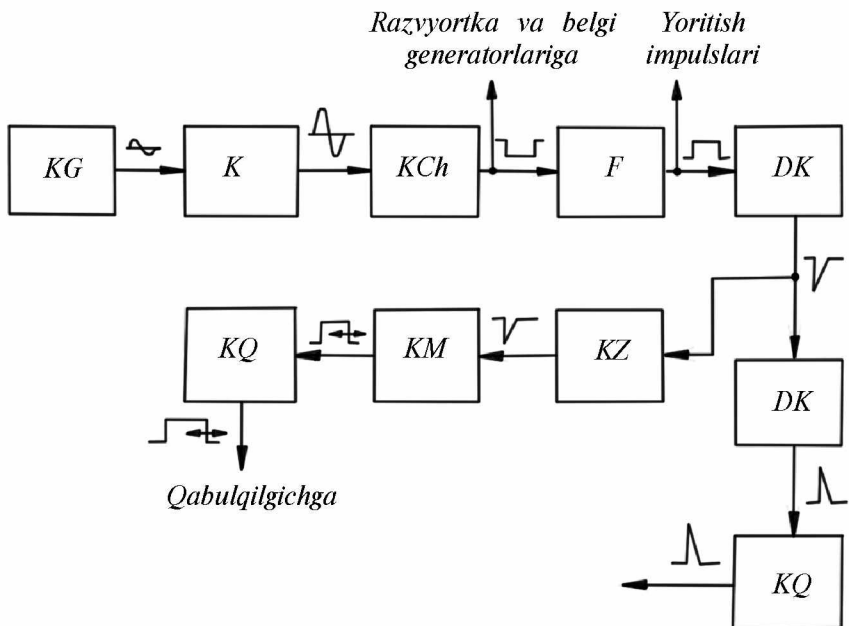 Razvyortka va belgi
generatorlariga
Yoritish
impulslari
KG
K
KCh
F
DK
KQ
KM
KZ
DK
Qabulqilgichga
KQ